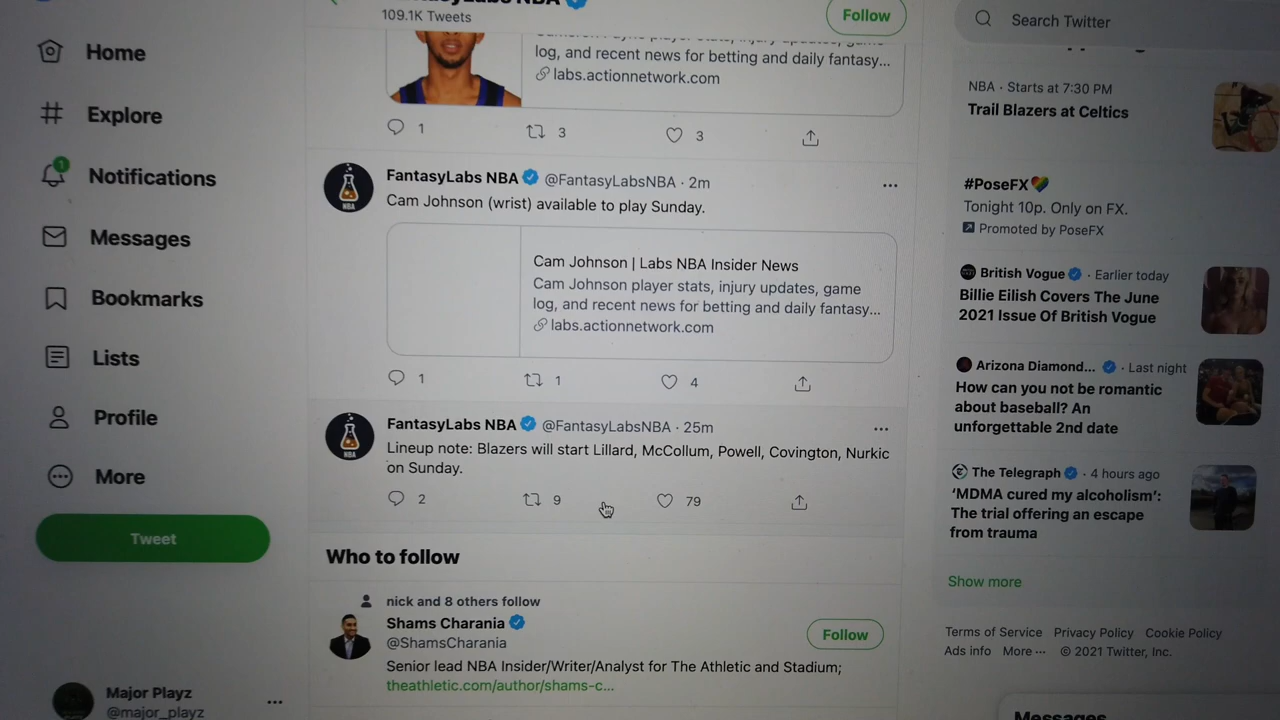 109.1K Tweets
Follow
Search Twitter
Home
Explore
1
Notifications
Messages
Bookmarks
Lists
Profile
More
Tweet
Major Playz
@major_playz
log, and recent news for betting and daily fantasy...
labs.actionnetwork.com
1 3 3
FantasyLabs NBA @FantasyLabsNBA · 2m
NBA
Cam Johnson (wrist) available to play Sunday.
Cam Johnson | Labs NBA Insider News
Cam Johnson player stats, injury updates, game
log, and recent news for betting and daily fantasy...
labs.actionnetwork.com
1 1 4
FantasyLabs NBA @FantasyLabsNBA · 25m
NBA
Lineup note: Blazers will start Lillard, McCollum, Powell, Covington, Nurkic
on Sunday.
2 9 79
Who to follow
nick and 8 others follow
Shams Charania
@ShamsCharania
Follow
Senior lead NBA Insider/Writer/Analyst for The Athletic and Stadium;
theathletic.com/author/shams-c...
NBA · Starts at 7:30 PM
Trail Blazers at Celtics
#PoseFX
Tonight 10p. Only on FX.
Promoted by PoseFX
British Vogue · Earlier today
Billie Eilish Covers The June
2021 Issue Of British Vogue
Arizona Diamond... · Last night
How can you not be romantic
about baseball? An
unforgettable 2nd date
The Telegraph · 4 hours ago
‘MDMA cured my alcoholism’:
The trial offering an escape
from trauma
Show more
Terms of Service Privacy Policy Cookie Policy
Ads info More ··· © 2021 Twitter, Inc.
Messages